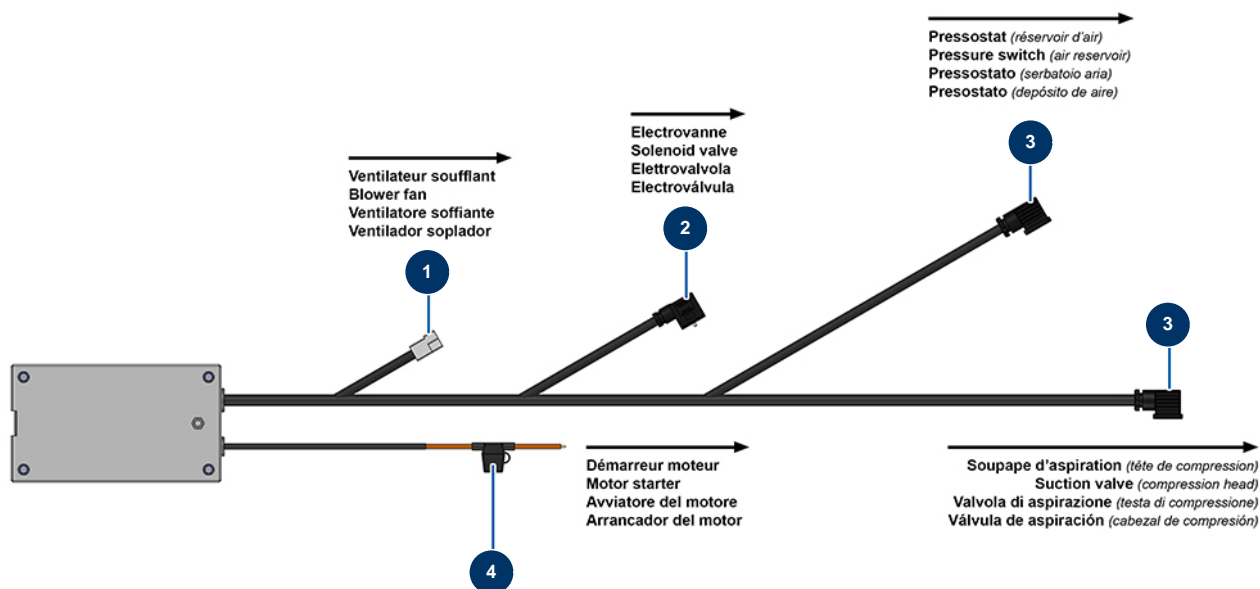 Pressostat (réservoir d'air)
Pressure switch (air reservoir)
Pressostato (serbatoio aria)
Presostato (depósito de aire)
3
Electrovanne
Solenoid valve
Elettrovalvola
Electroválvula
2
Ventilateur soufflant
Blower fan
Ventilatore soffiante
Ventilador soplador
1
3
Démarreur moteur
Motor starter
Avviatore del motore
Arrancador del motor
4
Soupape d'aspiration (tête de compression)
Suction valve (compression head)
Valvola di aspirazione (testa di compressione)
Válvula de aspiración (cabezal de compresión)